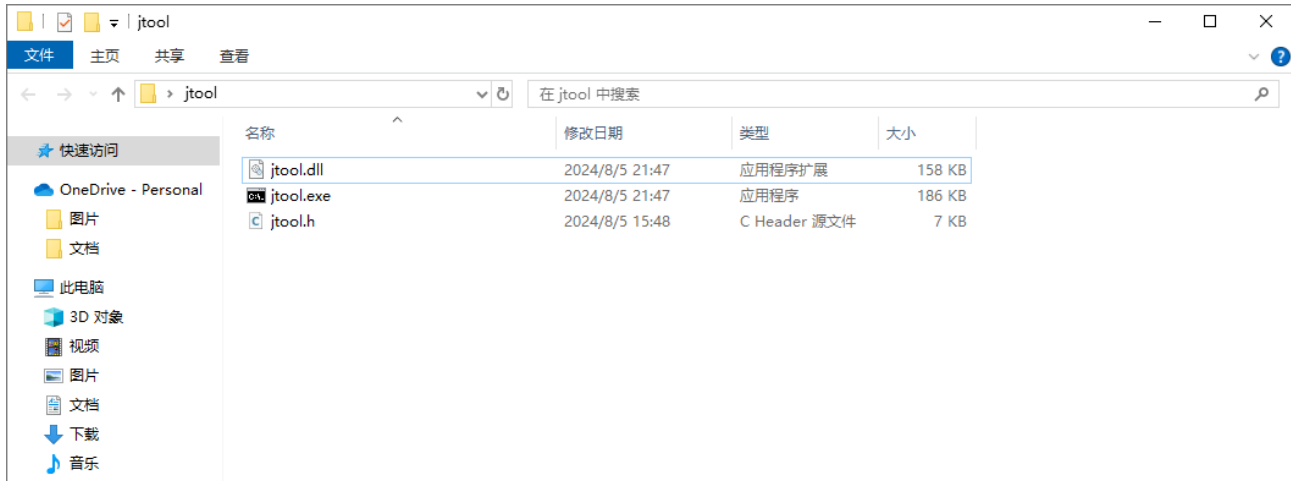 jtool
文件 主页 共享 查看
jtool 在 jtool 中搜索
名称 修改日期 类型 大小
快速访问
jtool.dll 2024/8/5 21:47 应用程序扩展 158 KB
OneDrive - Personal
jtool.exe 2024/8/5 21:47 应用程序 186 KB
图片
jtool.h 2024/8/5 15:48 C Header 源文件 7 KB
文档
此电脑
3D 对象
视频
图片
文档
下载
音乐